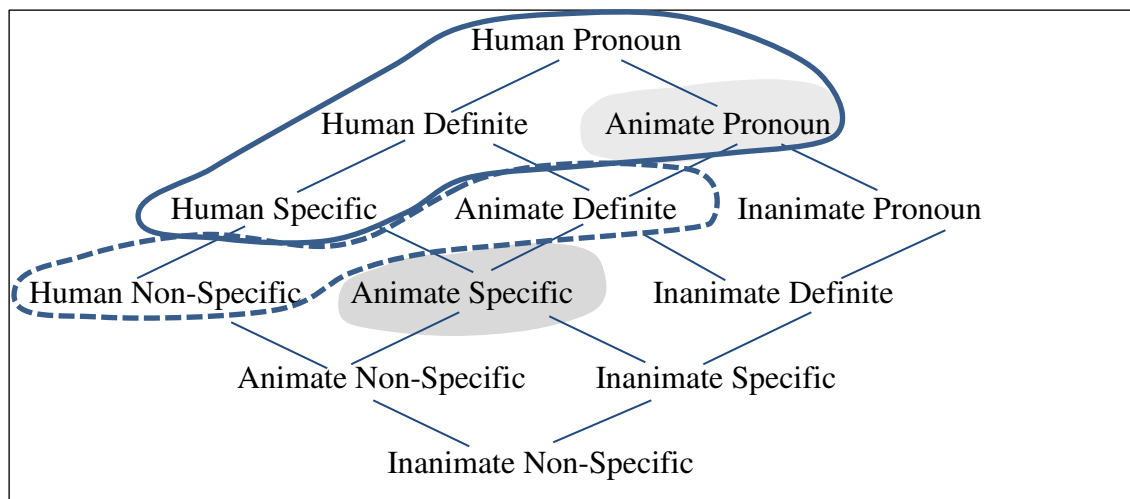 Human Pronoun
Human Definite Animate Pronoun
Human Specific Animate Definite Inanimate Pronoun
Human Non-Specific Animate Specific Inanimate Definite
Animate Non-Specific Inanimate Specific
Inanimate Non-Specific